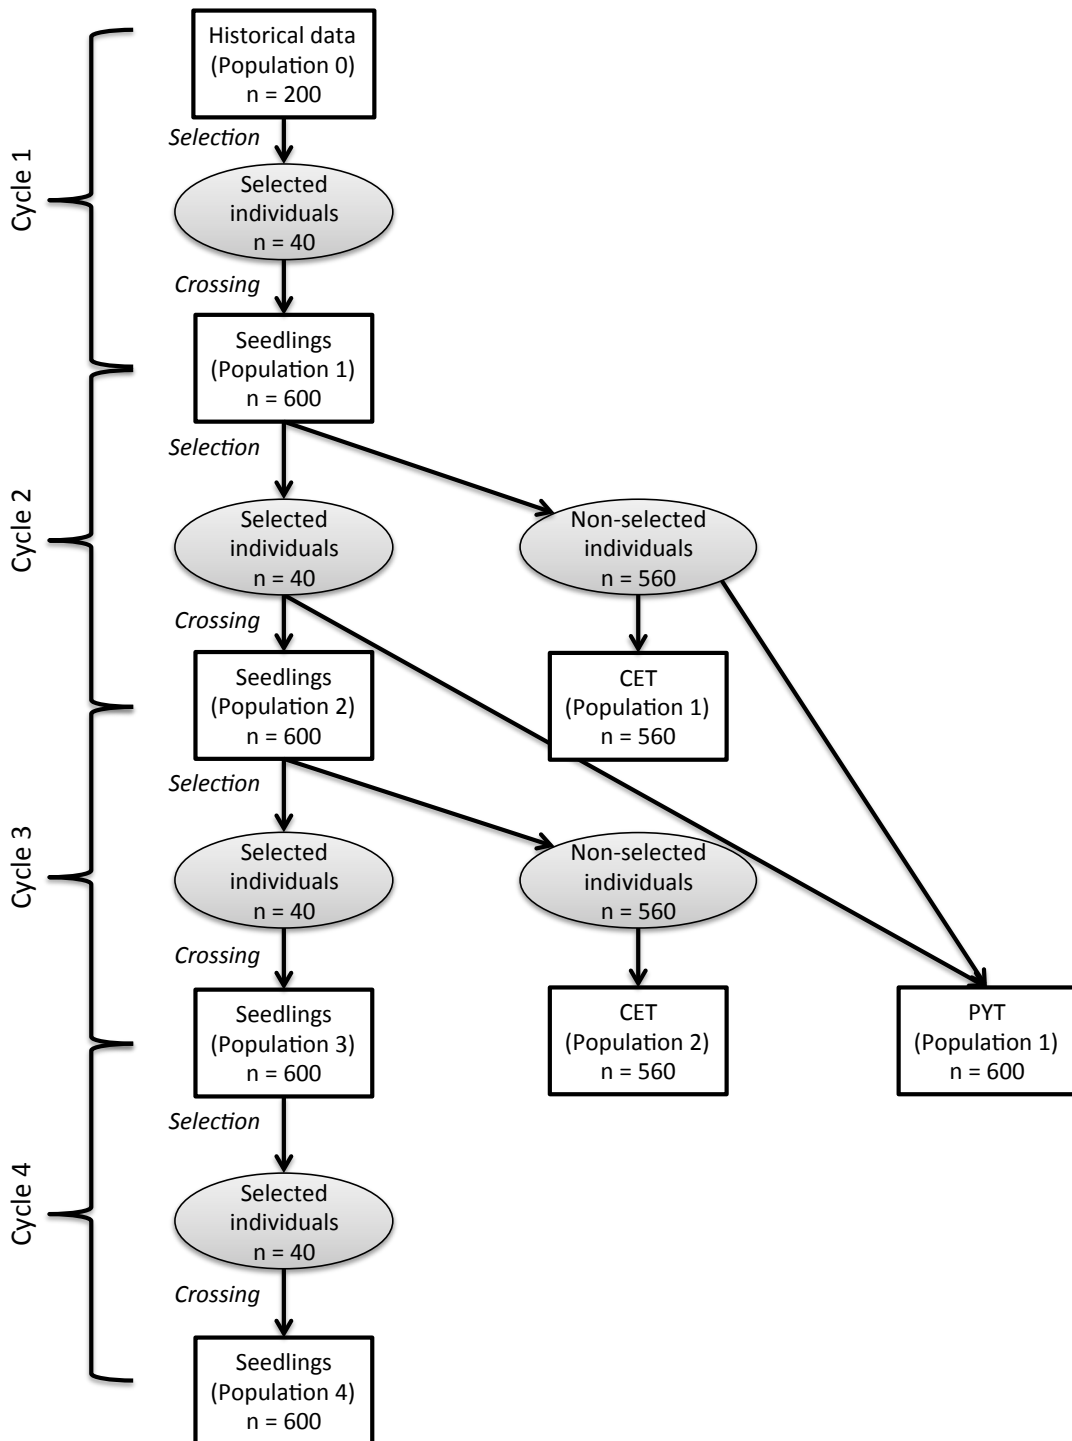 Historical data
(Population 0)
n = 200
Selection
Cycle 1
Selected
individuals
n = 40
Crossing
Seedlings
(Population 1)
n = 600
Selection
Cycle 2
Selected
individuals
n = 40
Non-selected
individuals
n = 560
Crossing
Seedlings
(Population 2)
n = 600
CET
(Population 1)
n = 560
Selection
Cycle 3
Selected
individuals
n = 40
Non-selected
individuals
n = 560
Crossing
Seedlings
(Population 3)
n = 600
CET
(Population 2)
n = 560
PYT
(Population 1)
n = 600
Selection
Cycle 4
Selected
individuals
n = 40
Crossing
Seedlings
(Population 4)
n = 600